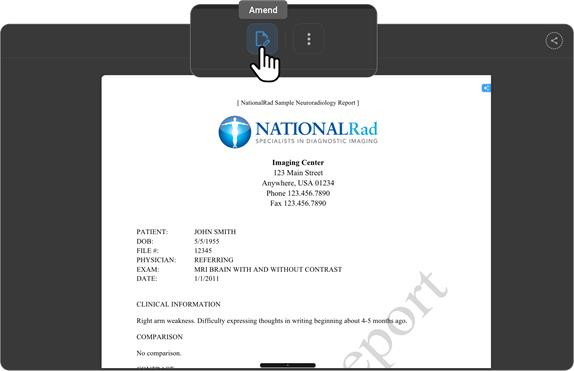 Amend
[ NationalRad Sample Neuroradiology Report ]
NATIONALRad
SPECIALISTS IN DIAGNOSTIC IMAGING
Imaging Center
123 Main Street
Anywhere, USA 01234
Phone 123.456.7890
Fax 123.456.7890
PATIENT: JOHN SMITH
DOB: 5/5/1955
FILE #: 12345
PHYSICIAN: REFERRING
EXAM: MRI BRAIN WITH AND WITHOUT CONTRAST
DATE: 1/1/2011
CLINICAL INFORMATION
Right arm weakness. Difficulty expressing thoughts in writing beginning about 4-5 months ago.
COMPARISON
No comparison.
eport